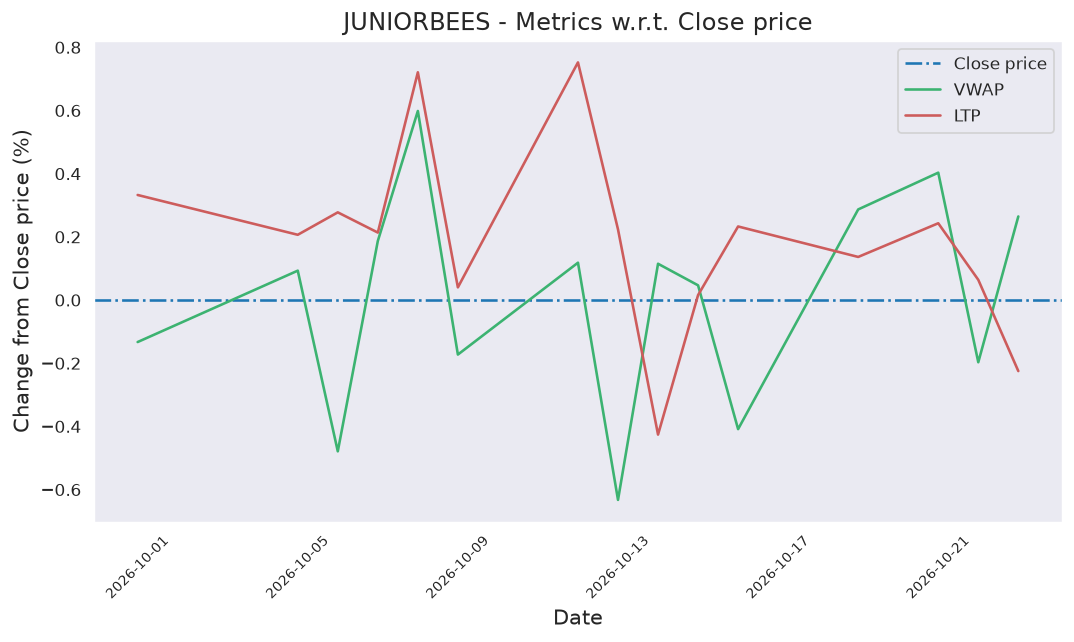 JUNIORBEES - Metrics w.r.t. Close price
Close price
VWAP
LTP
Change from Close price (%)
0.8
0.6
0.4
0.2
0.0
−0.2
−0.4
−0.6
2026-10-01
2026-10-05
2026-10-09
2026-10-13
2026-10-17
2026-10-21
Date